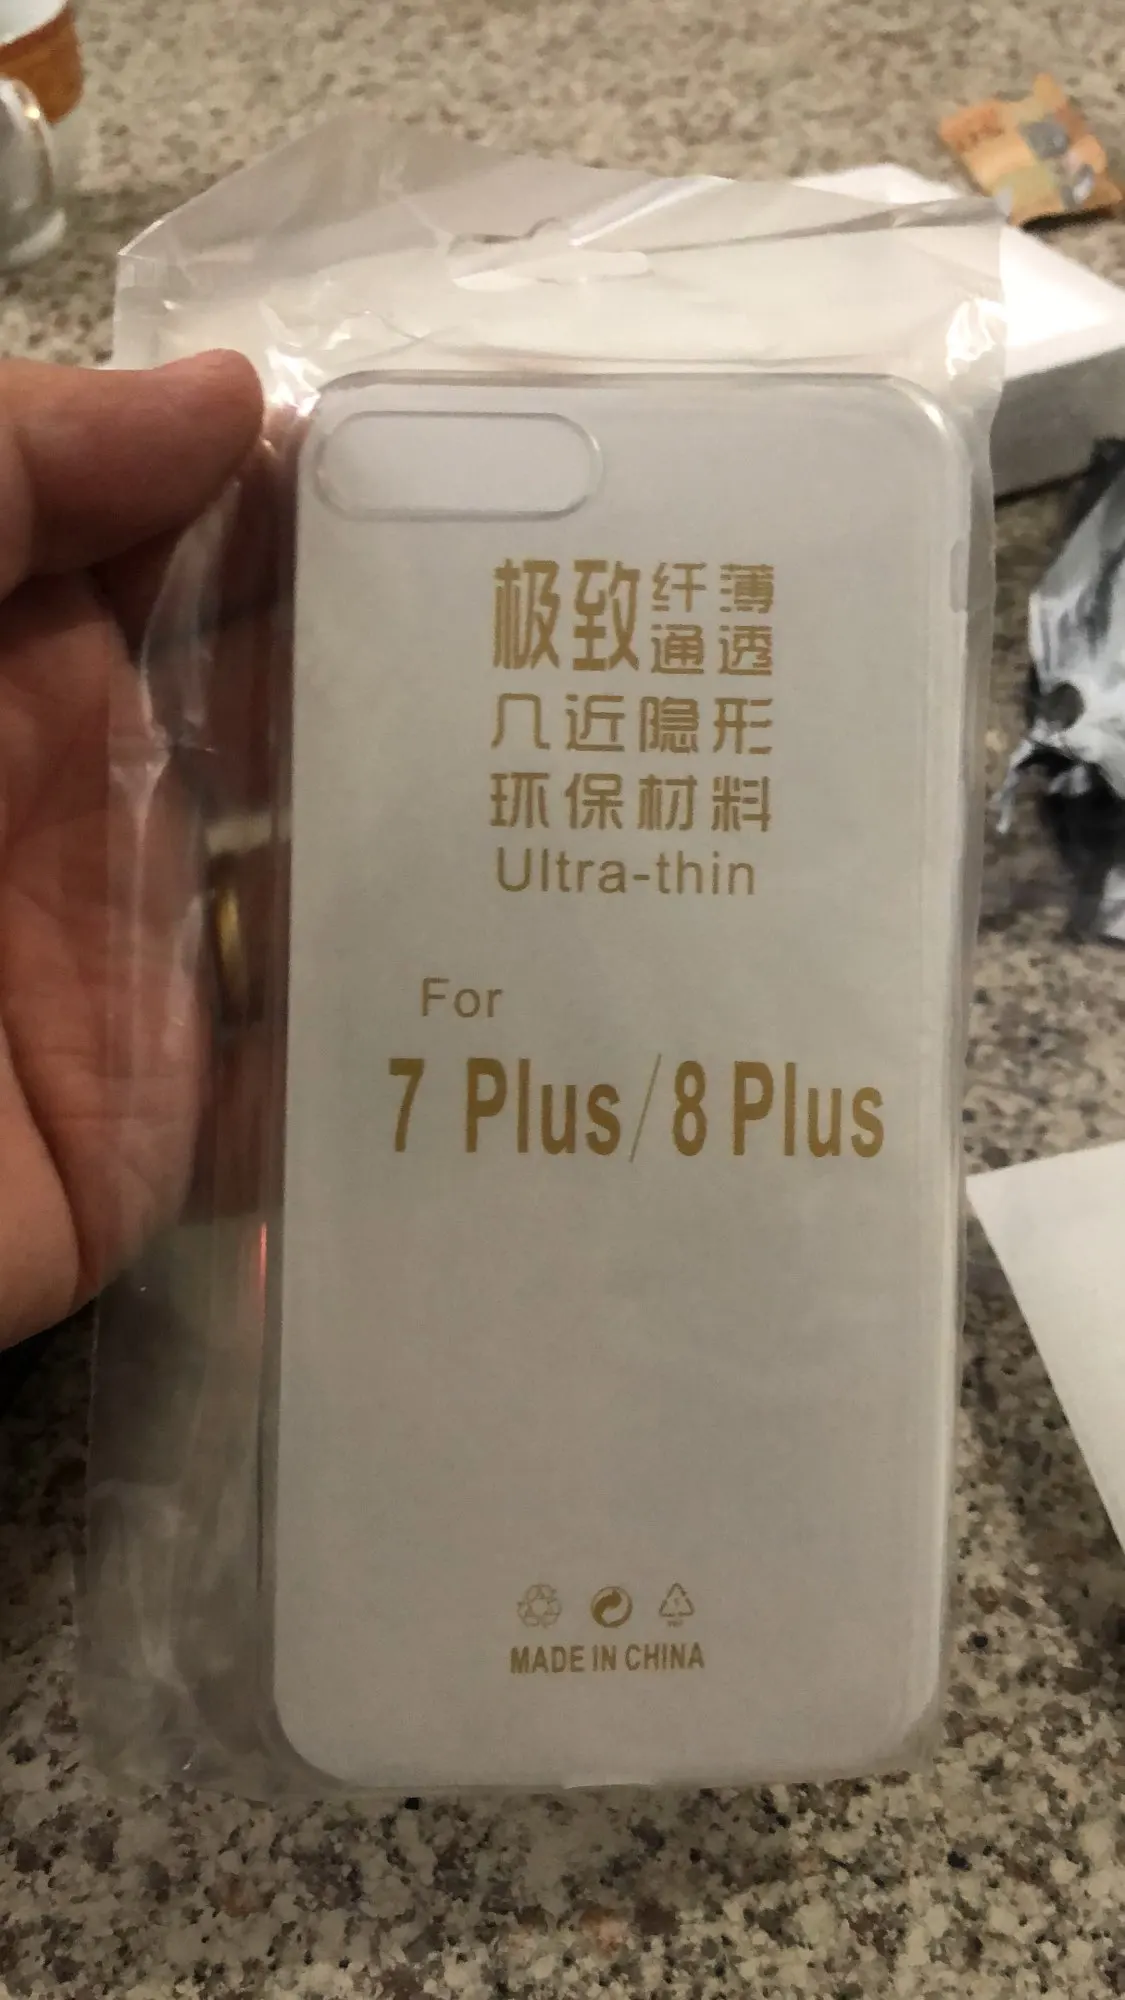 极致 纤薄
通透
几近隐形
环保材料
Ultra-thin
For
7 Plus/8 Plus
MADE IN CHINA